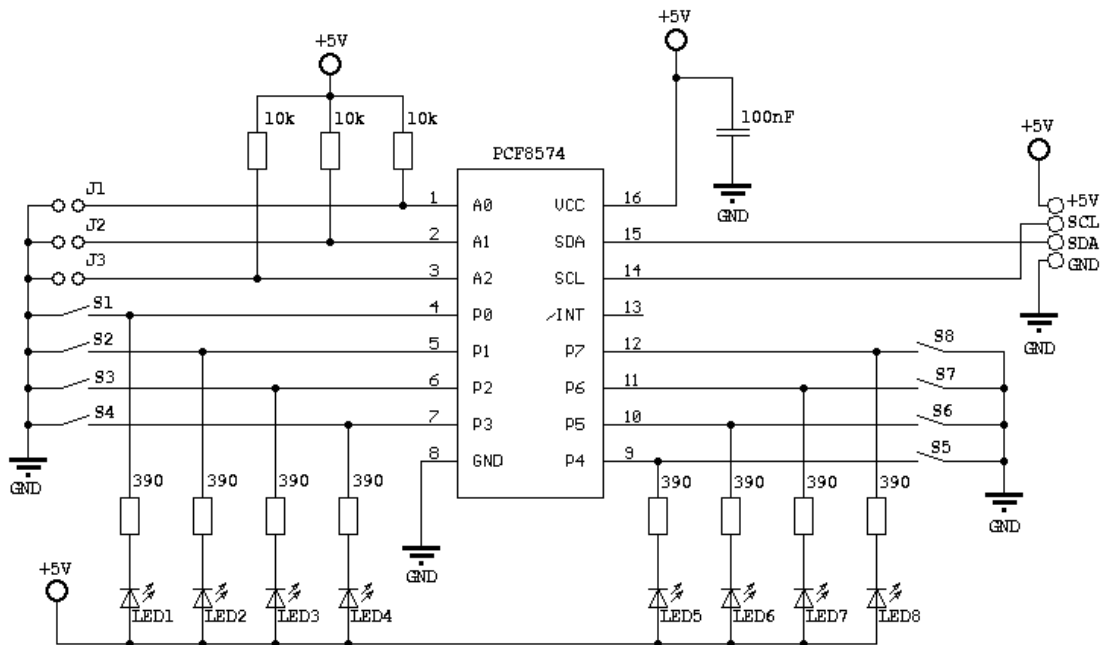 +5V
+5V
10k 10k 10k
100nF
+5V
PCF8574
GND
J1 1 A0 VCC 16 +5V
SCL
J2 2 A1 SDA 15 SDA
GND
J3 3 A2 SCL 14
S1 4 P0 /INT 13
GND
S2 5 P1 P7 12 S8
S3 6 P2 P6 11 S7
S4 7 P3 P5 10 S6
8 GND P4 9 S5
GND
390 390 390 390 390 390 390 390
GND
GND
+5V
LED1 LED2 LED3 LED4 LED5 LED6 LED7 LED8